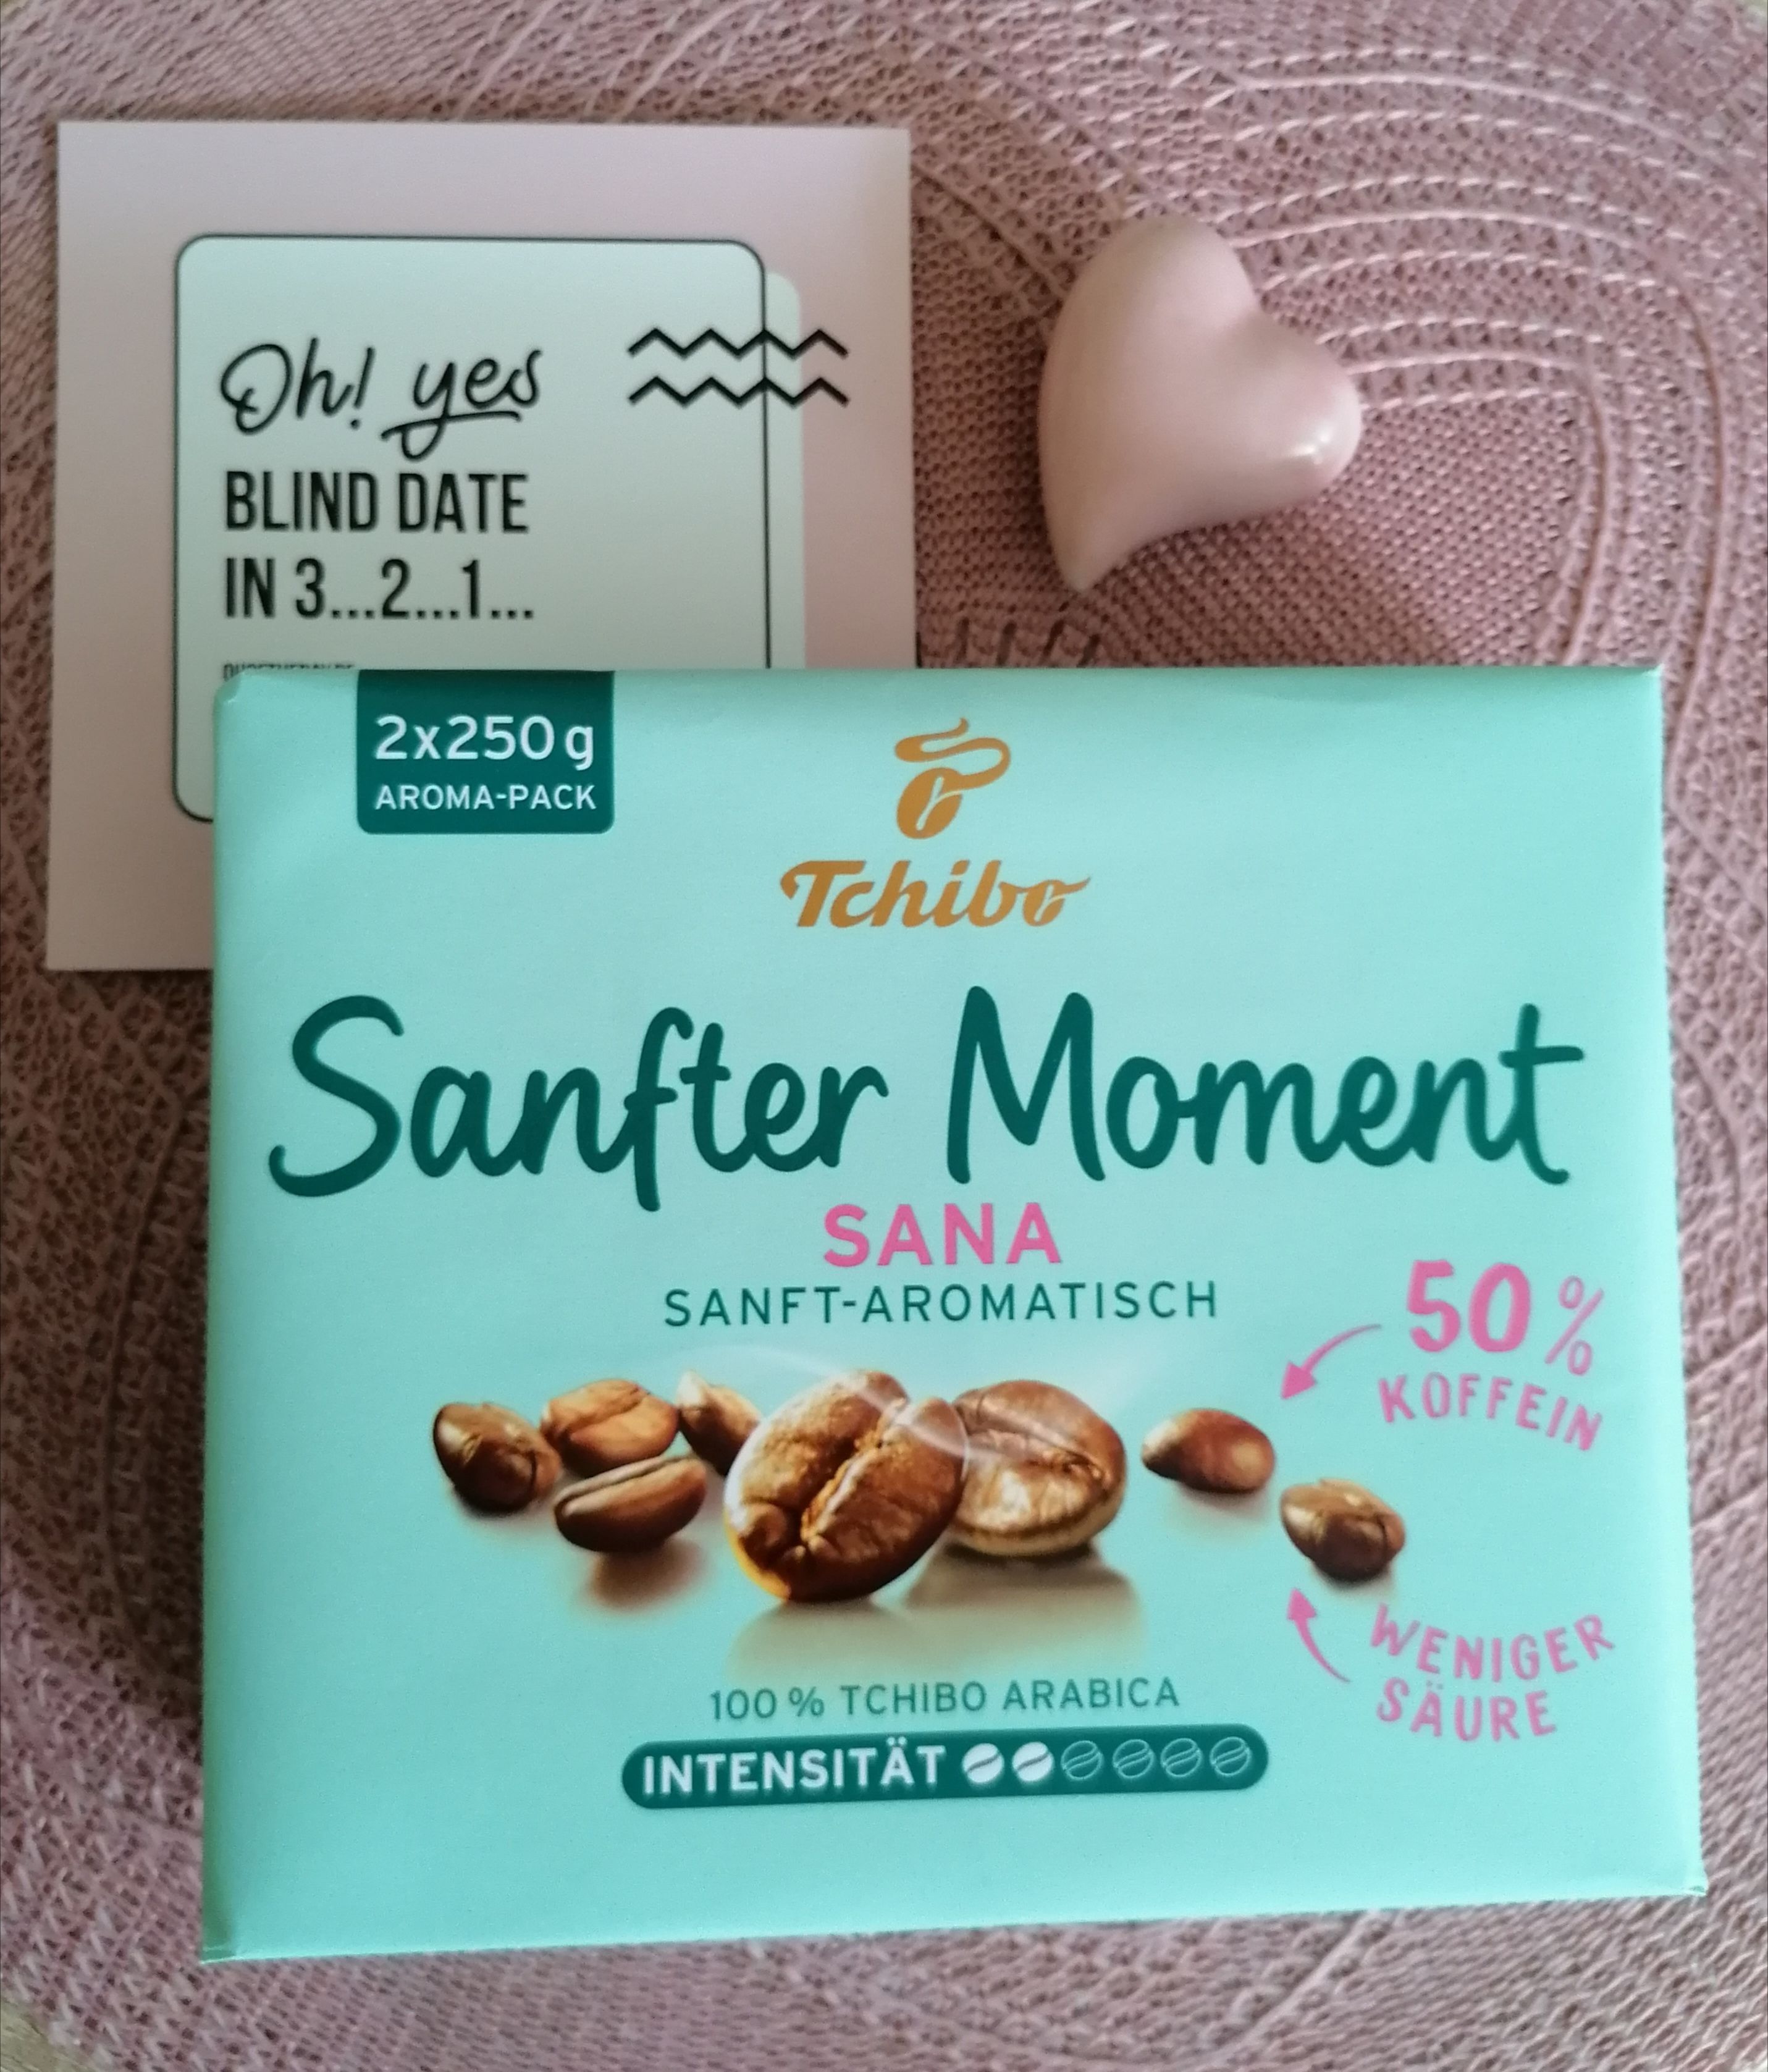 Oh! yes
BLIND DATE
IN 3...2...1...
2x250g
AROMA-PACK
Tchibo
Sanfter Moment
SANA
SANFT-AROMATISCH
50%
KOFFEIN
WENIGER
SÄURE
100% TCHIBO ARABICA
INTENSITÄT